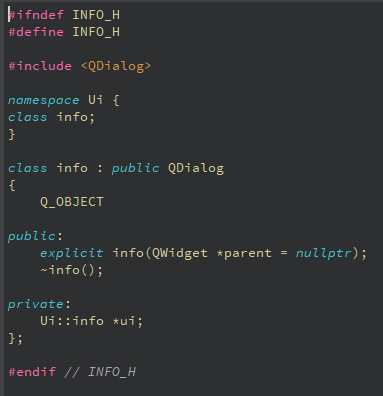 #ifndef INFO_H
#define INFO_H

#include <QDialog>

namespace Ui {
class info;
}

class info : public QDialog
{
    Q_OBJECT

public:
    explicit info(QWidget *parent = nullptr);
    ~info();

private:
    Ui::info *ui;
};

#endif // INFO_H